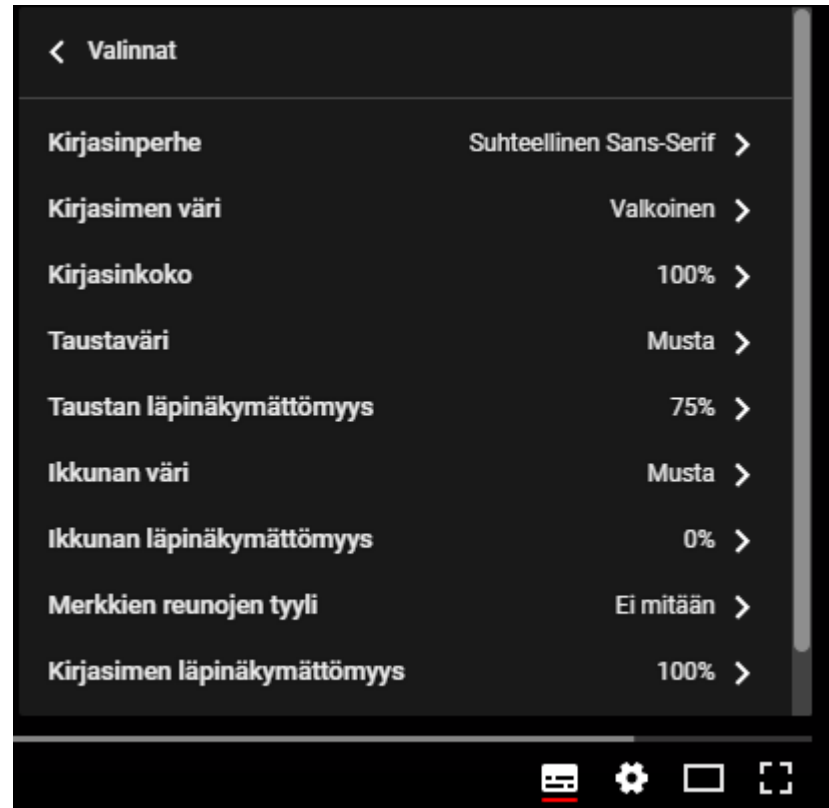 Valinnat
Kirjasinperhe Suhteellinen Sans-Serif
Kirjasimen väri Valkoinen
Kirjasinkoko 100%
Taustaväri Musta
Taustan läpinäkymättömyys 75%
Ikkunan väri Musta
Ikkunan läpinäkymättömyys 0%
Merkkien reunojen tyyli Ei mitään
Kirjasimen läpinäkymättömyys 100%